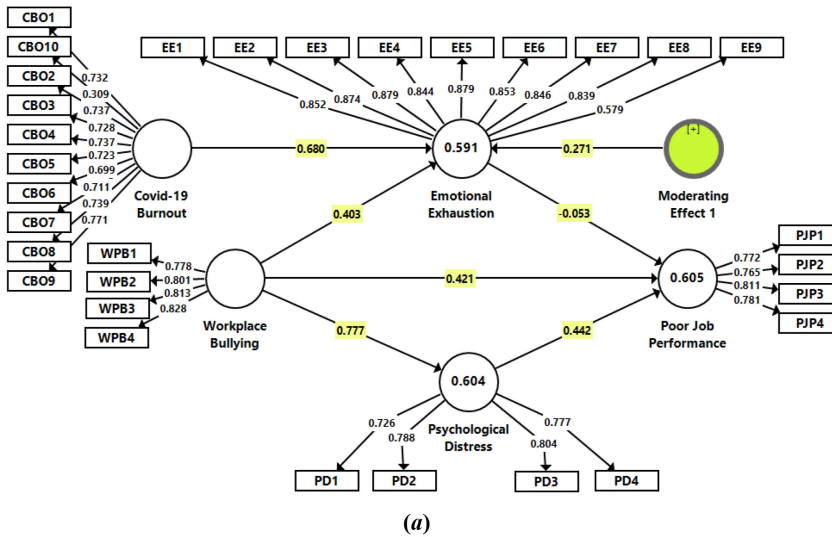 CBO1
CBO10
CBO2
CBO3
CBO4
CBO5
CBO6
CBO7
CBO8
CBO9
0.732
0.309
0.737
0.728
0.737
0.723
0.699
0.711
0.739
0.771
Covid-19
Burnout
EE1
EE2
EE3
EE4
EE5
EE6
EE7
EE8
EE9
0.852
0.874
0.879
0.844
0.879
0.853
0.846
0.839
0.579
0.680
0.591
Emotional
Exhaustion
0.271
[+]
Moderating
Effect 1
0.403
-0.053
WPB1
WPB2
WPB3
WPB4
0.778
0.801
0.813
0.828
Workplace
Bullying
0.421
0.605
Poor Job
Performance
0.772
0.765
0.811
0.781
PJP1
PJP2
PJP3
PJP4
0.777
0.442
0.604
Psychological
Distress
0.726
0.788
0.804
0.777
PD1
PD2
PD3
PD4
(a)